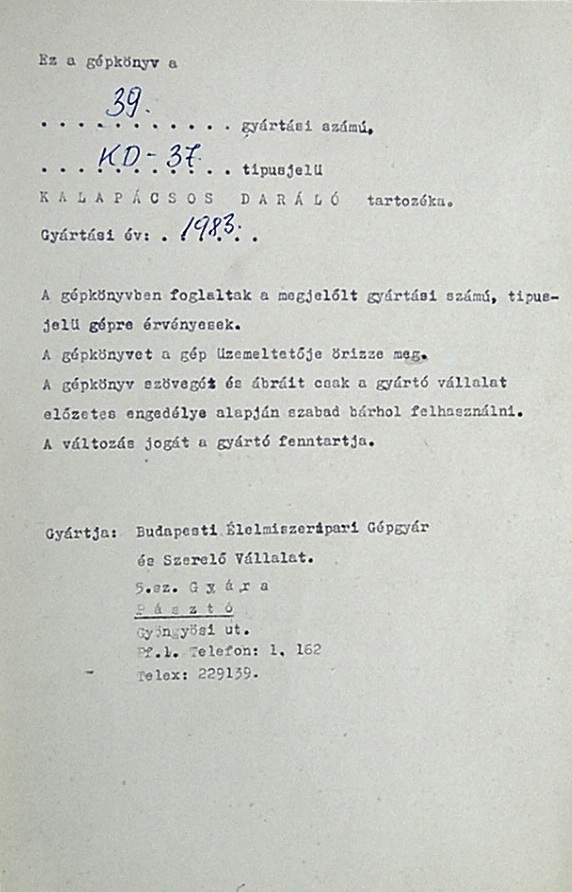 Ez a gépkönyv a
39.
. . . . . . . . . . . . gyártási számú,
KD-37.
. . . . . . . . . . . . tipusjelü
K A L A P Á C S O S  D A R Á L Ó  tartozéka.
Gyártási év: . 1983. . .
A gépkönyvben foglaltak a megjelölt gyártási számú, tipus-
jelü gépre érvényesek.
A gépkönyvet a gép üzemeltetője őrizze meg.
A gépkönyv szövegét és ábráit csak a gyártó vállalat
előzetes engedélye alapján szabad bárhol felhasználni.
A változás jogát a gyártó fenntartja.
Gyártja: Budapesti Élelmiszeripari Gépgyár
és Szerelő Vállalat.
5.sz. G y á r a
P á s z t ó
Gyöngyösi ut.
Pf.1. Telefon: 1, 162
Telex: 229139.